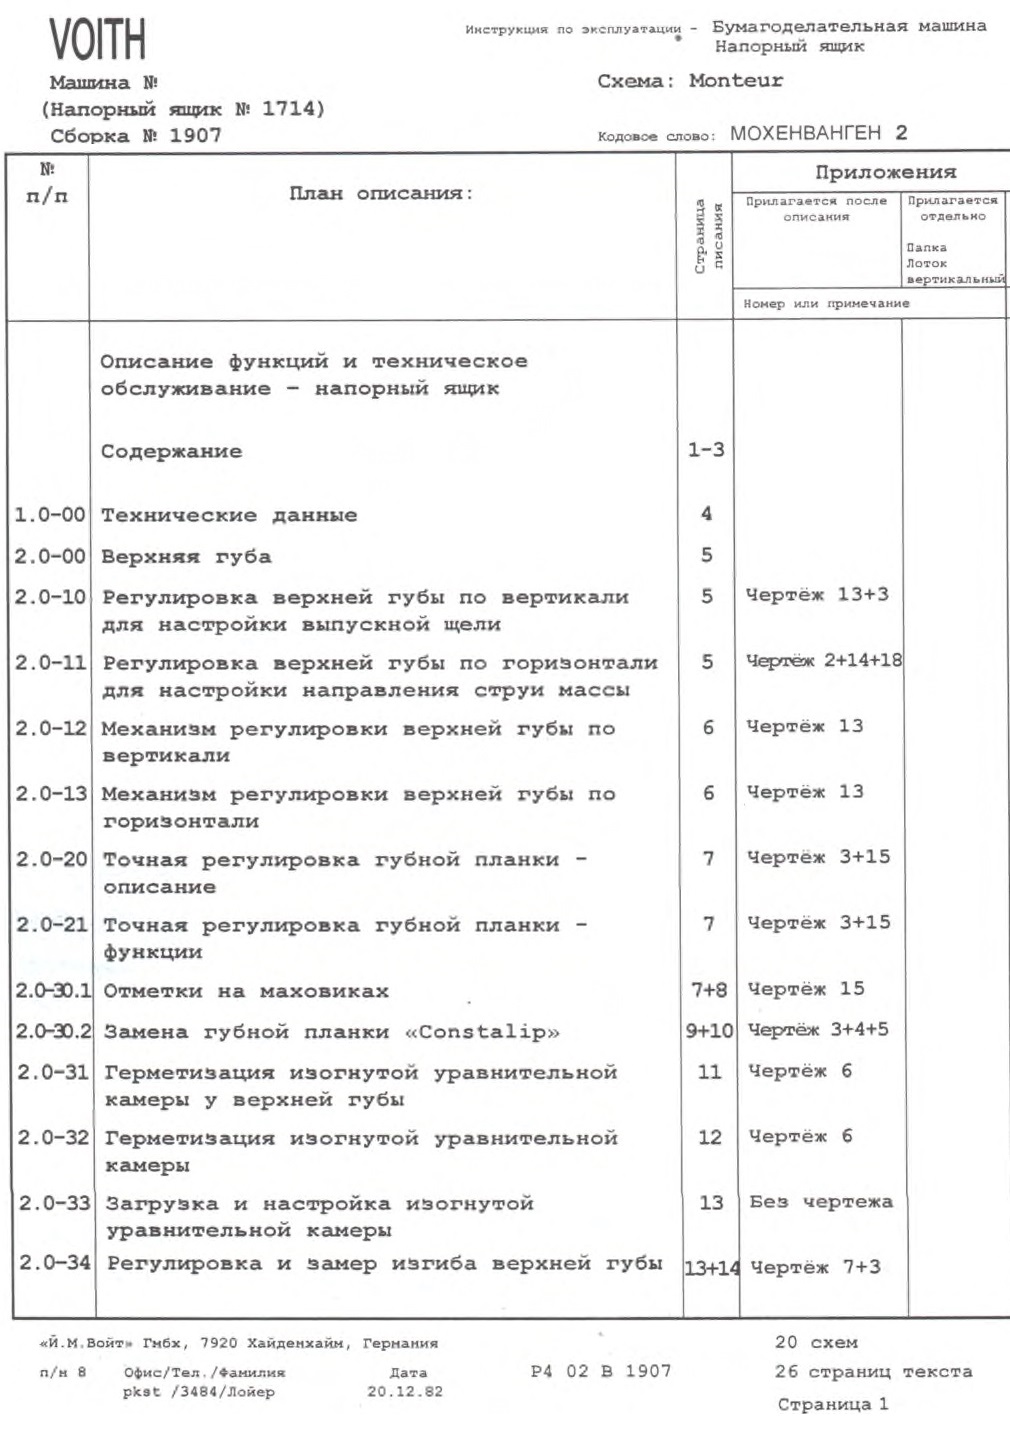 VOITH
Инструкция по эксплуатации - Бумагоделательная машина
Напорный ящик
Машина №
Схема: Monteur
(Напорный ящик № 1714)
Сборка № 1907
Кодовое слово: МОХЕНВАНГЕН 2
№ п/п
План описания:
Страница писания
Приложения
Прилагается после описания
Прилагается отдельно
Папка
Лоток
вертикальный
Номер или примечание
Описание функций и техническое
обслуживание - напорный ящик
Содержание 1-3
1.0-00 Технические данные 4
2.0-00 Верхняя губа 5
2.0-10 Регулировка верхней губы по вертикали 5 Чертёж 13+3
для настройки выпускной щели
2.0-11 Регулировка верхней губы по горизонтали 5 Чертёж 2+14+18
для настройки направления струи массы
2.0-12 Механизм регулировки верхней губы по 6 Чертёж 13
вертикали
2.0-13 Механизм регулировки верхней губы по 6 Чертёж 13
горизонтали
2.0-20 Точная регулировка губной планки - 7 Чертёж 3+15
описание
2.0-21 Точная регулировка губной планки - 7 Чертёж 3+15
функции
2.0-30.1 Отметки на маховиках 7+8 Чертёж 15
2.0-30.2 Замена губной планки «Constalip» 9+10 Чертёж 3+4+5
2.0-31 Герметизация изогнутой уравнительной 11 Чертёж 6
камеры у верхней губы
2.0-32 Герметизация изогнутой уравнительной 12 Чертёж 6
камеры
2.0-33 Загрузка и настройка изогнутой 13 Без чертежа
уравнительной камеры
2.0-34 Регулировка и замер изгиба верхней губы 13+14 Чертёж 7+3
«Й.М.Войт» Гмбх, 7920 Хайденхайм, Германия
20 схем
п/н 8 Офис/Тел./Фамилия Дата P4 02 B 1907 26 страниц текста
pkst /3484/Лойер 20.12.82
Страница 1